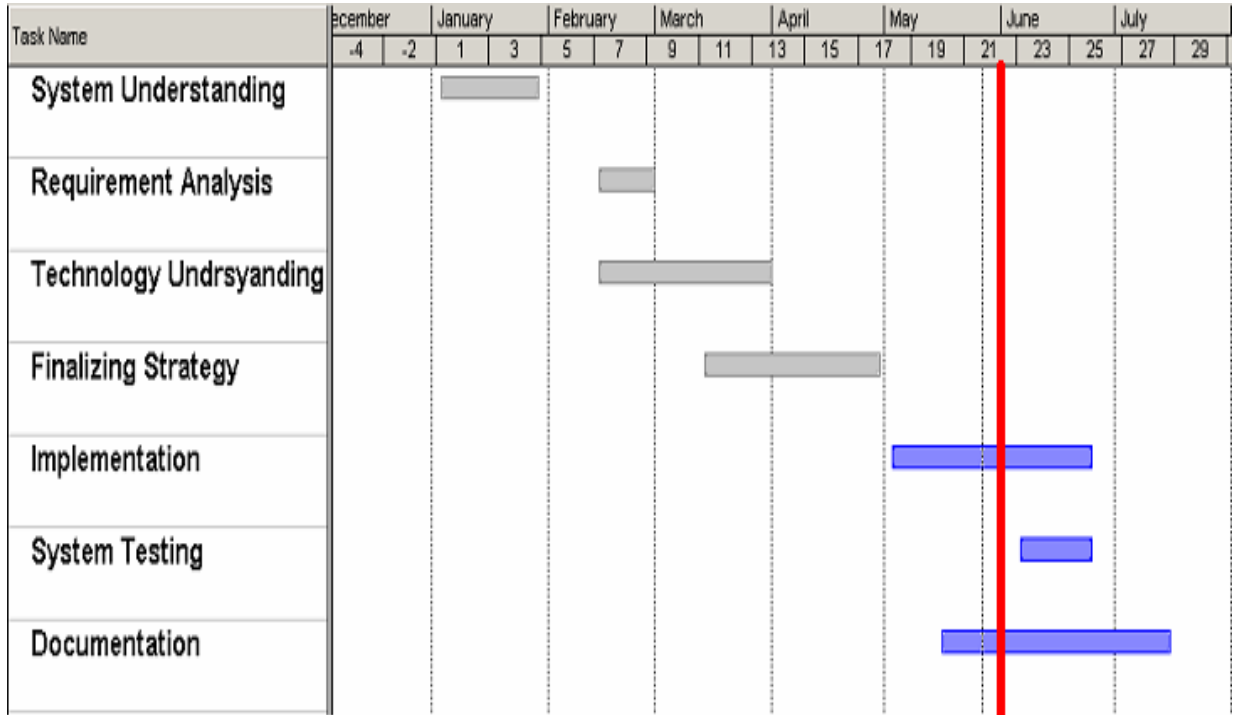 Task Name
ecember January February March April May June July
-4 -2 1 3 5 7 9 11 13 15 17 19 21 23 25 27 29
System Understanding
Requirement Analysis
Technology Undrsyanding
Finalizing Strategy
Implementation
System Testing
Documentation